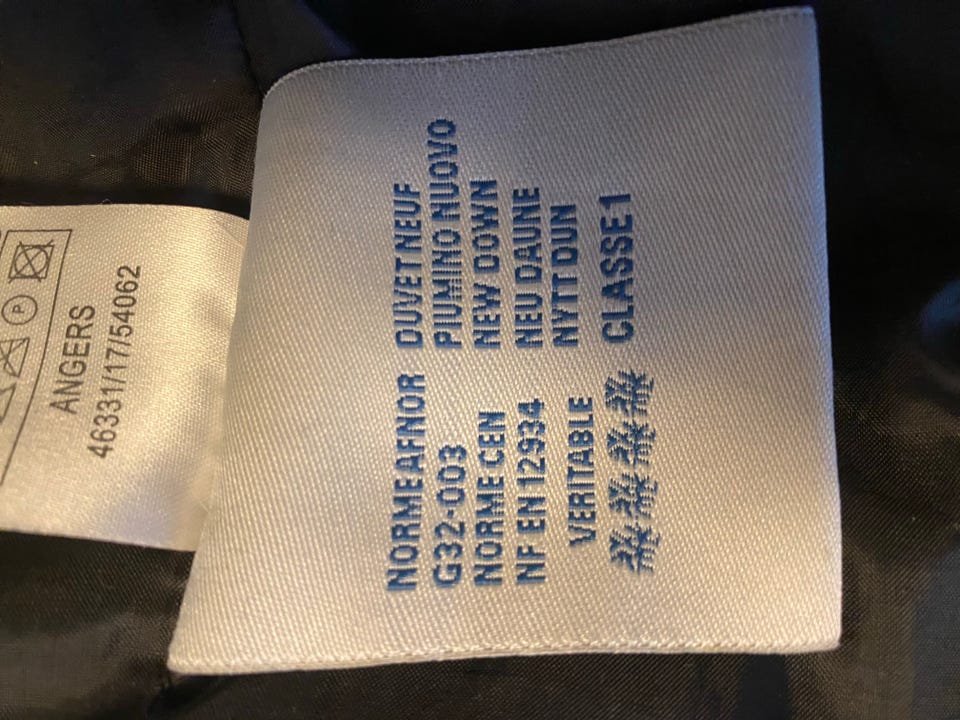 NORME AFNOR DUVET NEUF
G32-003 PIUMINO NUOVO
NORME CEN NEW DOWN
NF EN 12934 NEU DAUNE
NYTT DUN
VERITABLE
CLASSE 1
P
ANGERS
46331/17/54062